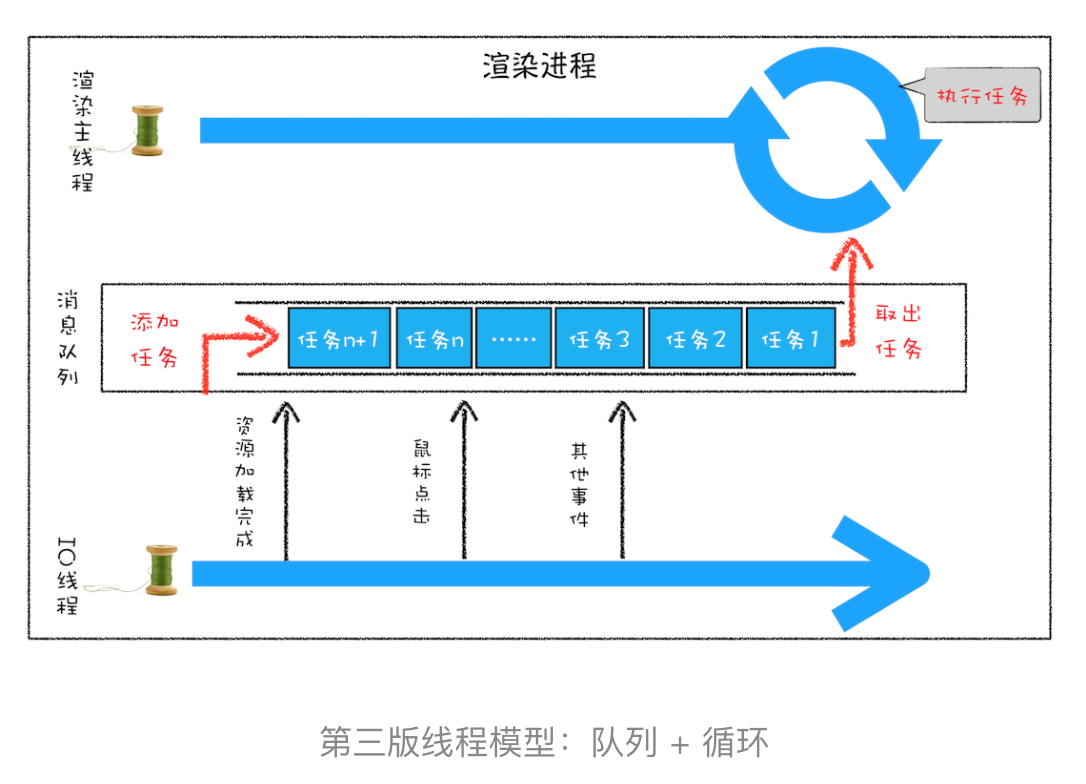 渲染进程
渲染主线程
执行任务
消息队列
添加
任务
任务n+1
任务n
……
任务3
任务2
任务1
取出
任务
资源加载完成
鼠标点击
其他事件
IO线程
第三版线程模型：队列 + 循环